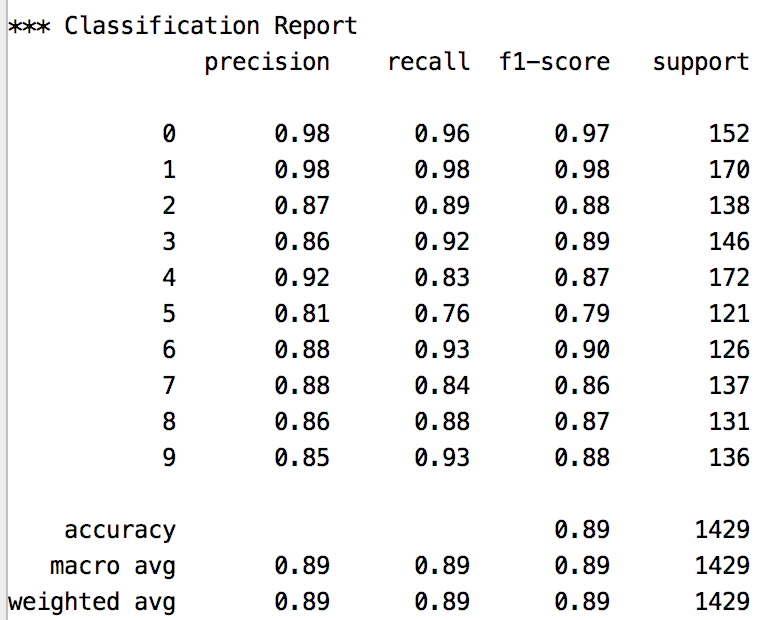 *** Classification Report
precision recall f1-score support
0 0.98 0.96 0.97 152
1 0.98 0.98 0.98 170
2 0.87 0.89 0.88 138
3 0.86 0.92 0.89 146
4 0.92 0.83 0.87 172
5 0.81 0.76 0.79 121
6 0.88 0.93 0.90 126
7 0.88 0.84 0.86 137
8 0.86 0.88 0.87 131
9 0.85 0.93 0.88 136
accuracy 0.89 1429
macro avg 0.89 0.89 0.89 1429
weighted avg 0.89 0.89 0.89 1429